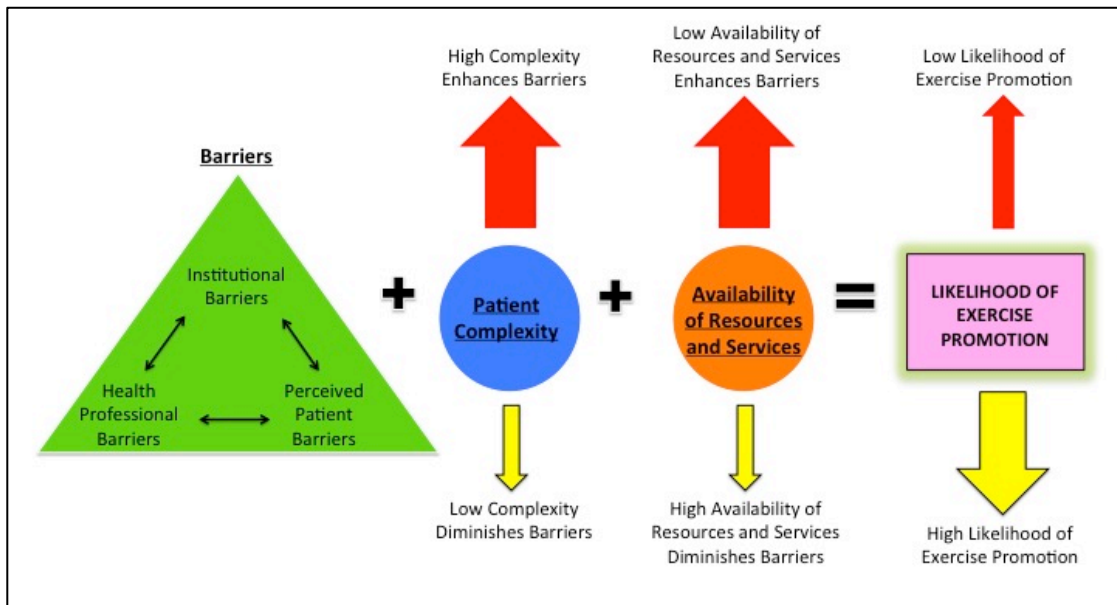 High Complexity
Enhances Barriers
Low Availability of
Resources and Services
Enhances Barriers
Low Likelihood of
Exercise Promotion
Barriers
Institutional
Barriers
Health
Professional
Barriers
Perceived
Patient
Barriers
+
Patient
Complexity
+
Availability
of Resources
and Services
=
LIKELIHOOD OF
EXERCISE
PROMOTION
Low Complexity
Diminishes Barriers
High Availability of
Resources and Services
Diminishes Barriers
High Likelihood of
Exercise Promotion